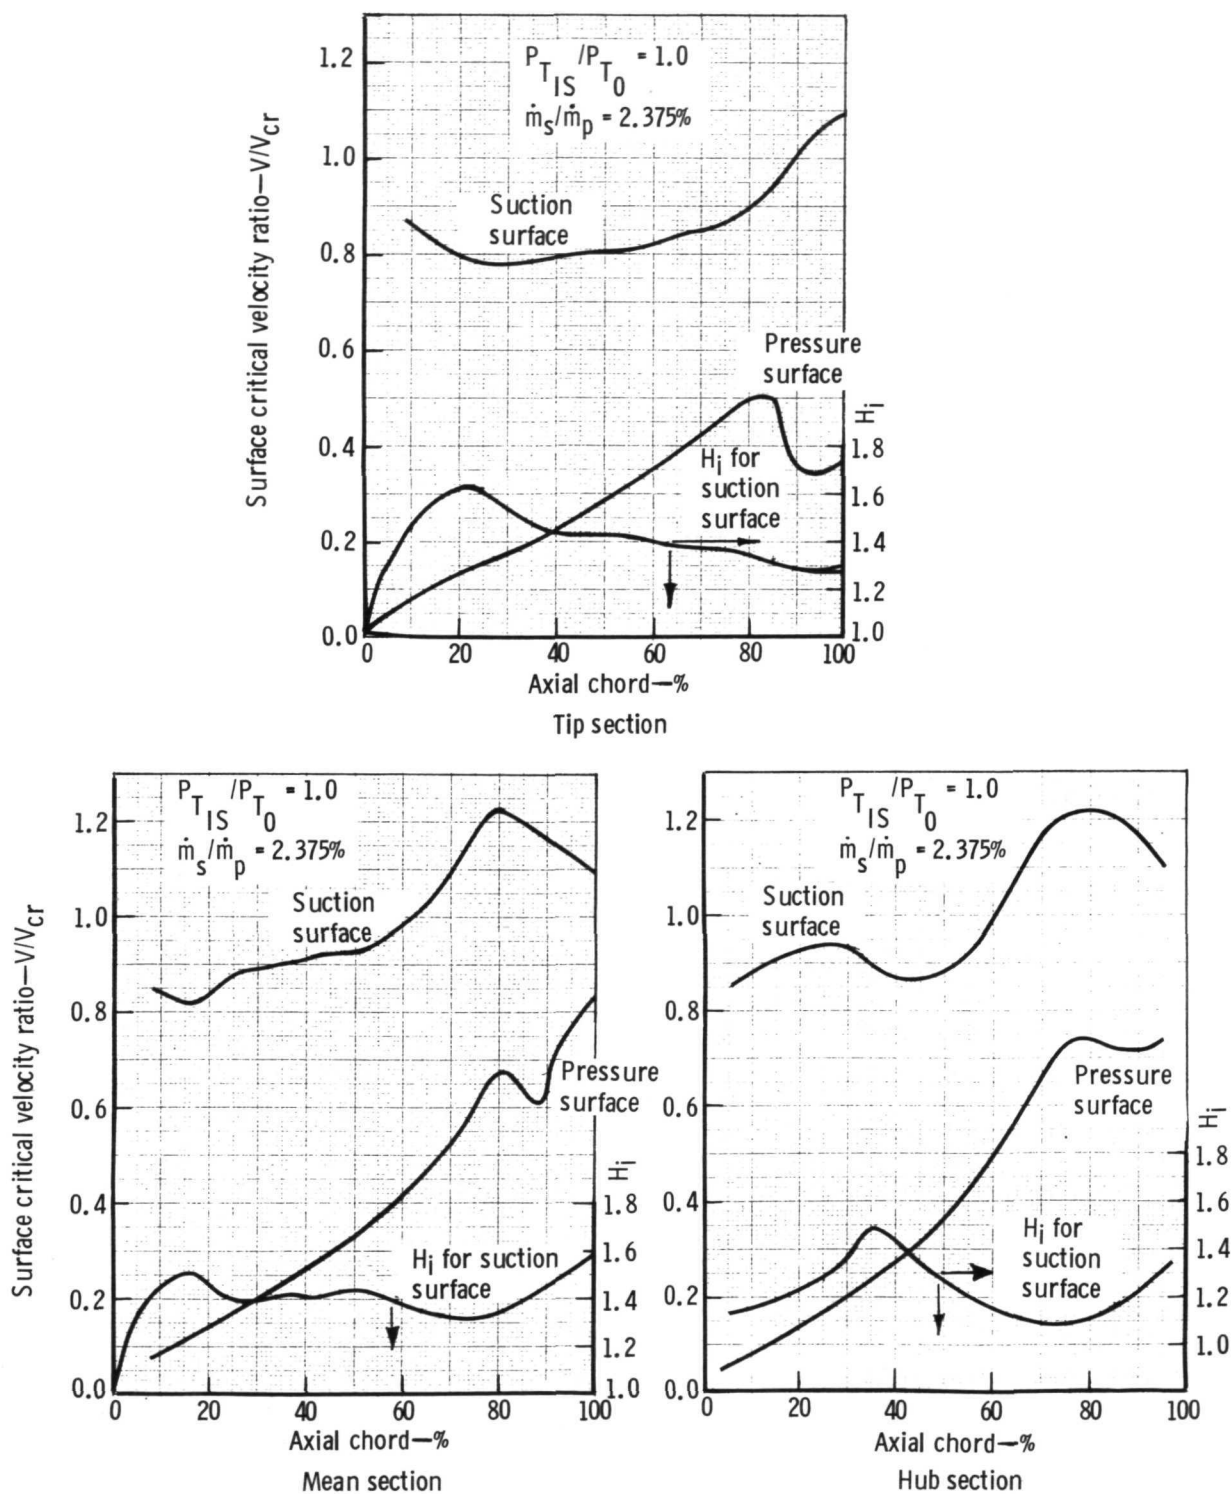 1.2
P_T_IS / P_T_0 = 1.0
ṁ_s/ṁ_p = 2.375%
1.0
Suction
surface
0.8
0.6
Pressure
surface
0.4
H_i
1.8
H_i for
suction
surface
1.6
0.2
1.4
1.2
0.0
1.0
0 20 40 60 80 100
Surface critical velocity ratio—V/V_cr
Axial chord—%
Tip section
P_T_IS / P_T_0 = 1.0
1.2
ṁ_s/ṁ_p = 2.375%
Suction
surface
1.0
0.8
Pressure
surface
0.6
H_i
1.8
0.4
H_i for suction
surface
1.6
1.4
0.2
1.2
0.0
1.0
0 20 40 60 80 100
Surface critical velocity ratio—V/V_cr
Axial chord—%
Mean section
P_T_IS / P_T_0 = 1.0
1.2
ṁ_s/ṁ_p = 2.375%
Suction
surface
1.0
0.8
Pressure
surface
0.6
H_i
1.8
0.4
1.6
H_i for
suction
surface
1.4
0.2
1.2
1.0
0.0
0 20 40 60 80 100
Axial chord—%
Hub section